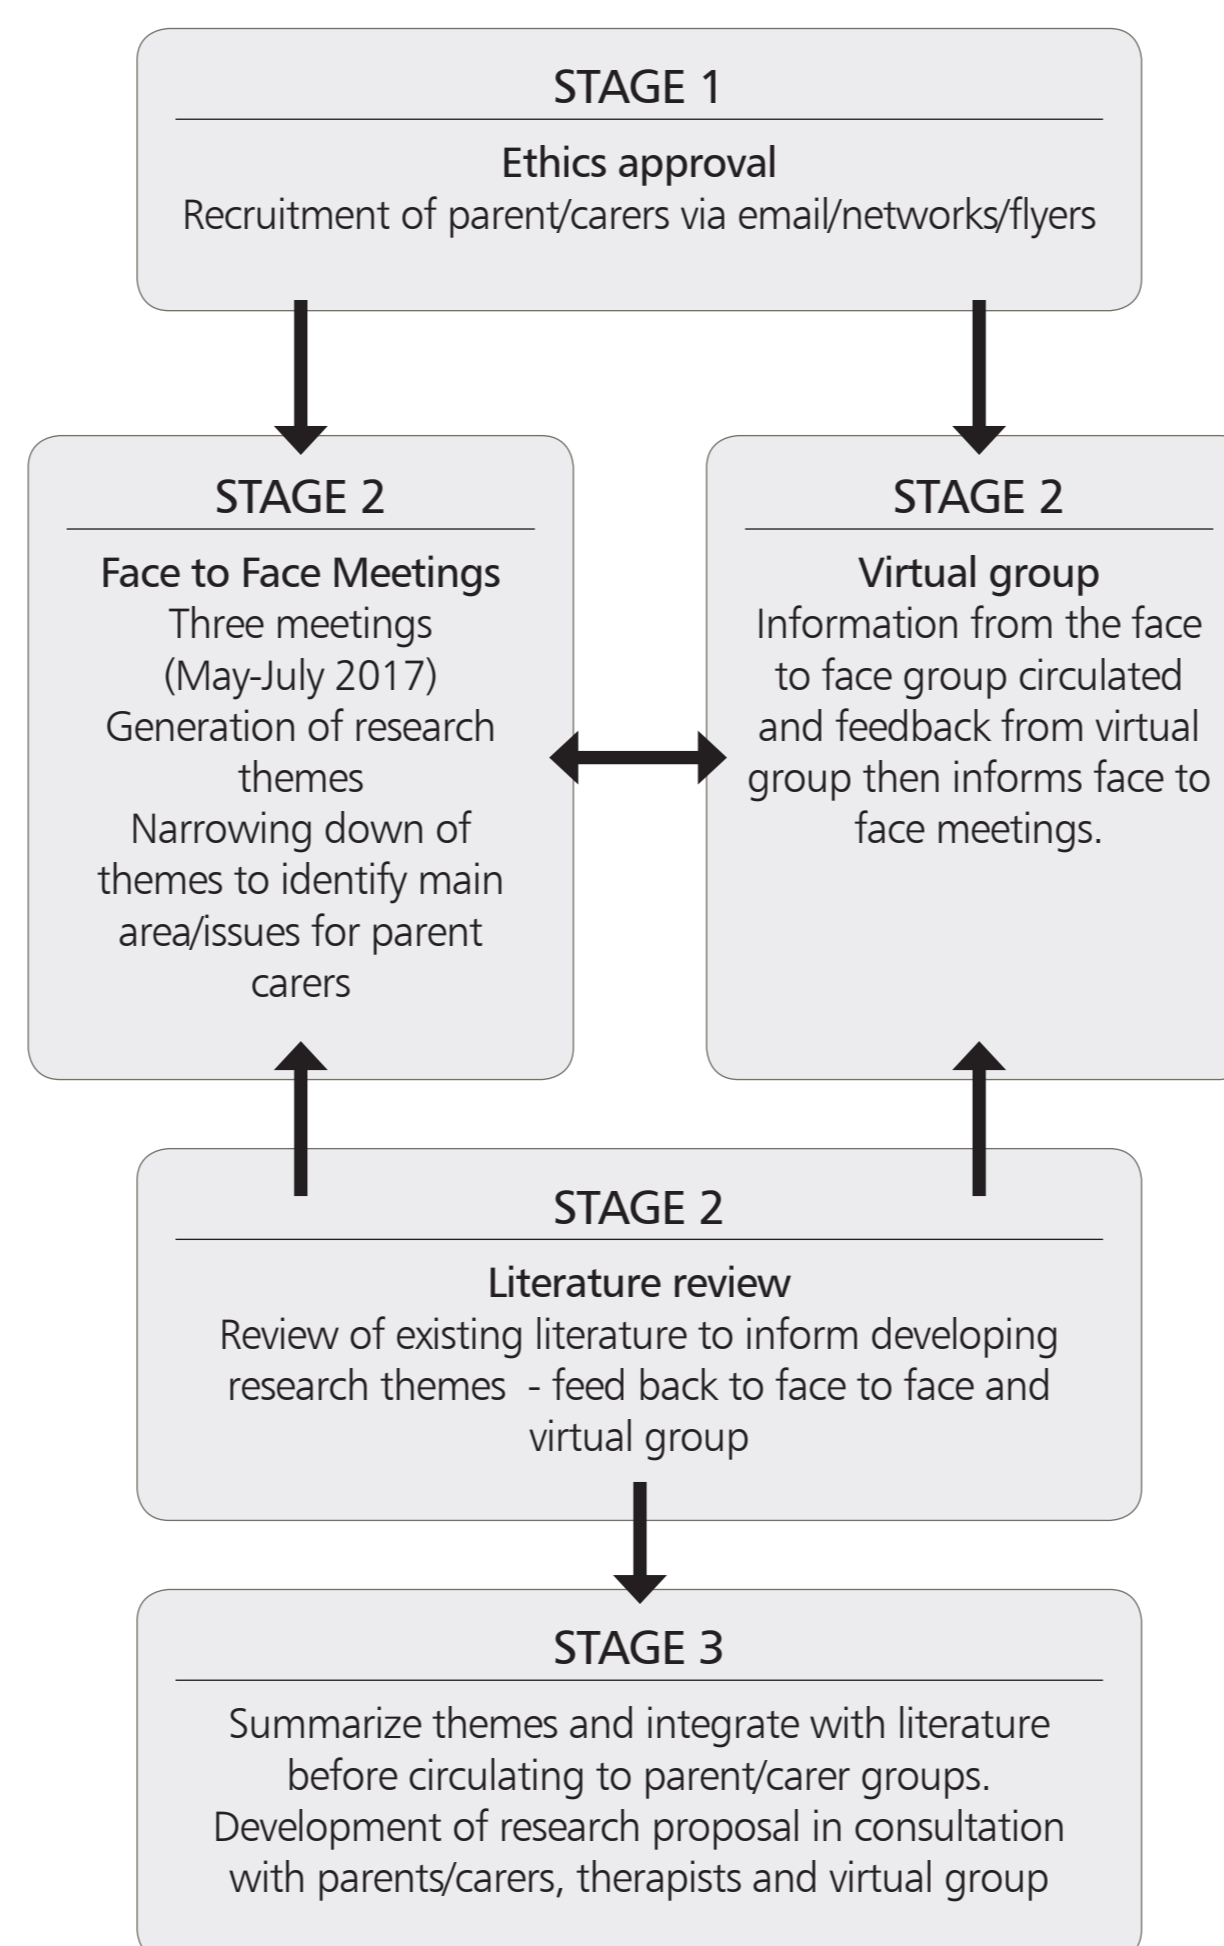 STAGE 1
Ethics approval
Recruitment of parent/carers via email/networks/flyers
STAGE 2
Face to Face Meetings
Three meetings
(May-July 2017)
Generation of research
themes
Narrowing down of
themes to identify main
area/issues for parent
carers
STAGE 2
Virtual group
Information from the face
to face group circulated
and feedback from virtual
group then informs face to
face meetings.
STAGE 2
Literature review
Review of existing literature to inform developing
research themes - feed back to face to face and
virtual group
STAGE 3
Summarize themes and integrate with literature
before circulating to parent/carer groups.
Development of research proposal in consultation
with parents/carers, therapists and virtual group